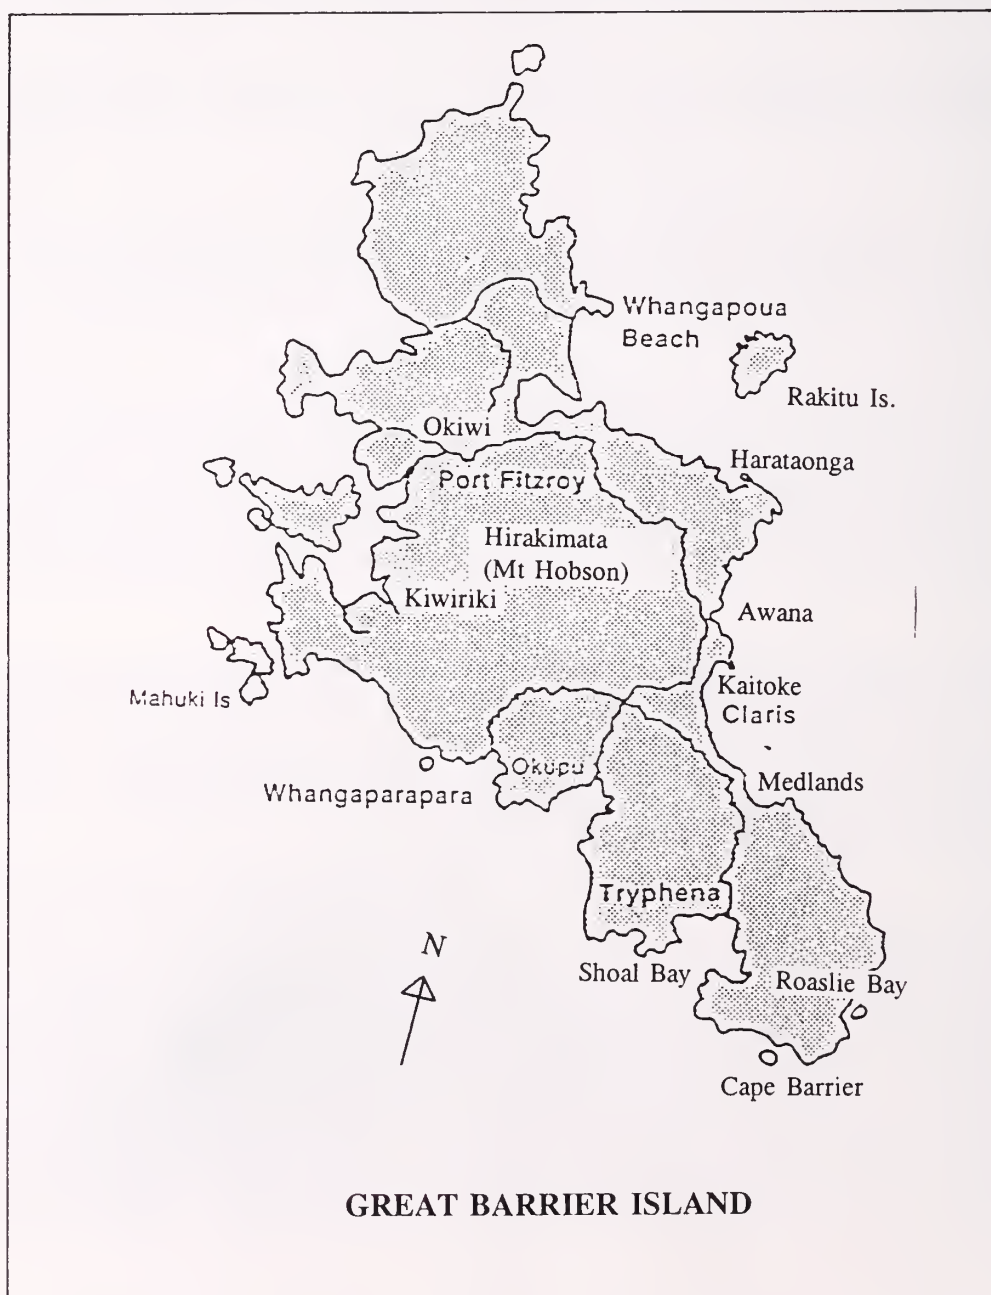 Whangapoua
Beach
Rakitu Is.
Okiwi
Harataonga
Port Fitzroy
Hirakimata
(Mt Hobson)
Kiwiriki
Awana
Mahuki Is
Kaitoke
Claris
Okupu
Medlands
Whangaparapara
Tryphena
N
Shoal Bay
Roaslie Bay
Cape Barrier
GREAT BARRIER ISLAND